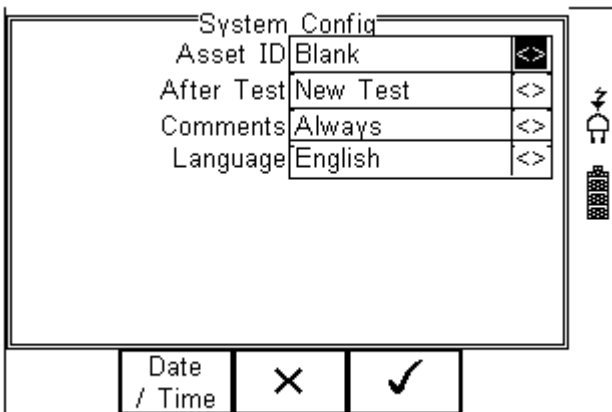 System Config
Asset ID Blank <>
After Test New Test <>
Comments Always <>
Language English <>
Date
/ Time